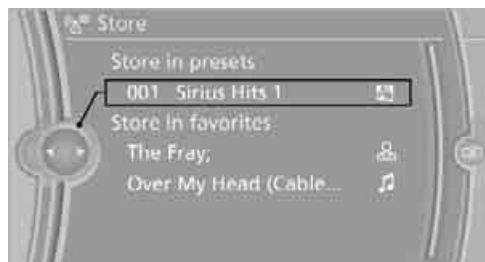 Store
Store in presets
001 Sirius Hits 1
Store in favorites
The Fray;
Over My Head (Cable...